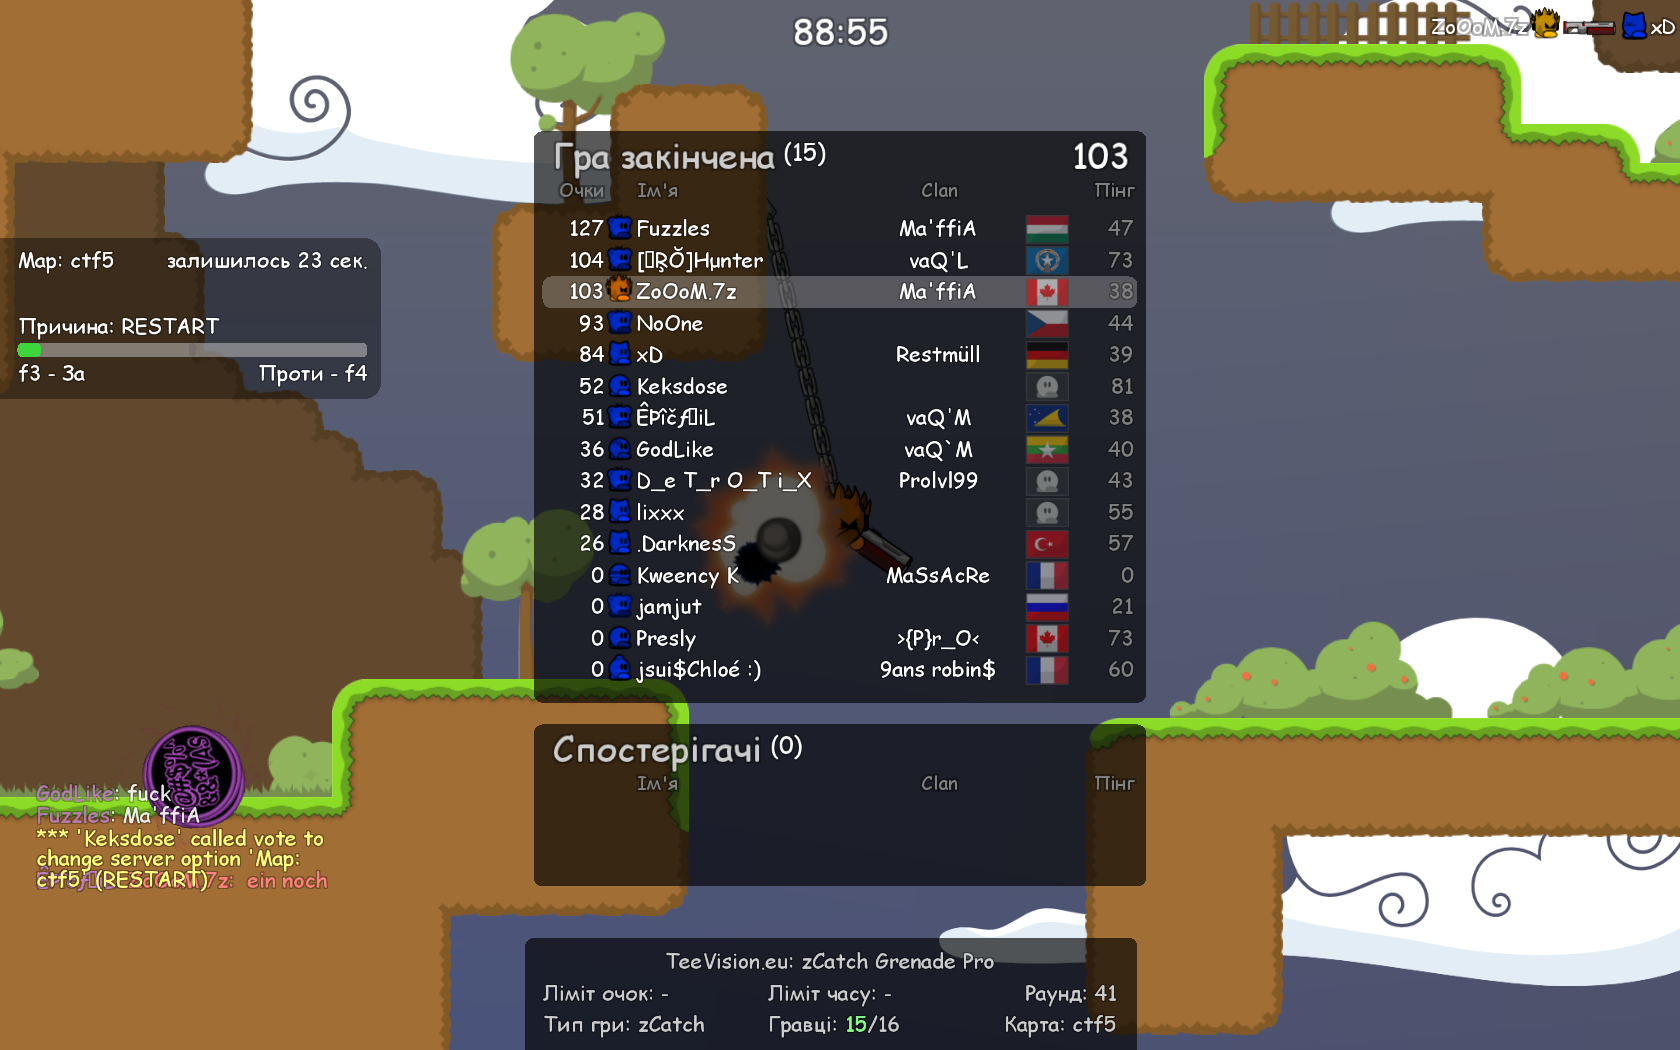 88:55
ZoOoM.7z xD
Гра закінчена (15) 103
Очки Ім'я Clan Пінг
127 Fuzzles Ma'ffiA 47
104 [▯ŖŎ]Hµnter vaQ'L 73
103 ZoOoM.7z Ma'ffiA 38
93 NoOne 44
84 xD Restmüll 39
52 Keksdose 81
51 ÊÞîčƒ▯iL vaQ'M 38
36 GodLike vaQ`M 40
32 D_e T_r O_T i_X Prolvl99 43
28 lixxx 55
26 .DarknesS 57
0 Kweency K MaSsAcRe 0
0 jamjut 21
0 Presly >{P}r_O< 73
0 jsui$Chloé :) 9ans robin$ 60
Map: ctf5 залишилось 23 сек.
Причина: RESTART
f3 - За Проти - f4
Спостерігачі (0)
Ім'я Clan Пінг
GodLike: fuck
Fuzzles: Ma'ffiA
*** 'Keksdose' called vote to
change server option 'Map:
ctf5' (RESTART)
ein noch
TeeVision.eu: zCatch Grenade Pro
Ліміт очок: - Ліміт часу: - Раунд: 41
Тип гри: zCatch Гравці: 15/16 Карта: ctf5